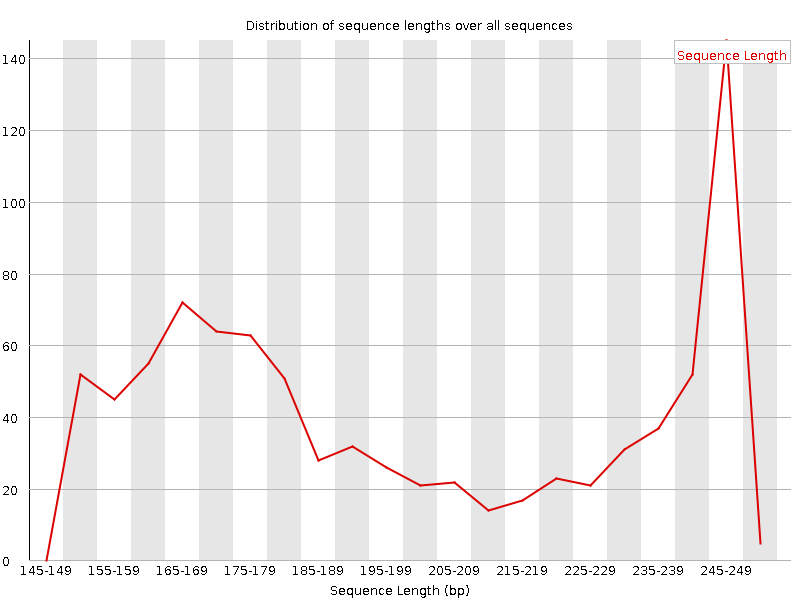 Distribution of sequence lengths over all sequences
Sequence Length
140
120
100
80
60
40
20
0
145-149 155-159 165-169 175-179 185-189 195-199 205-209 215-219 225-229 235-239 245-249
Sequence Length (bp)